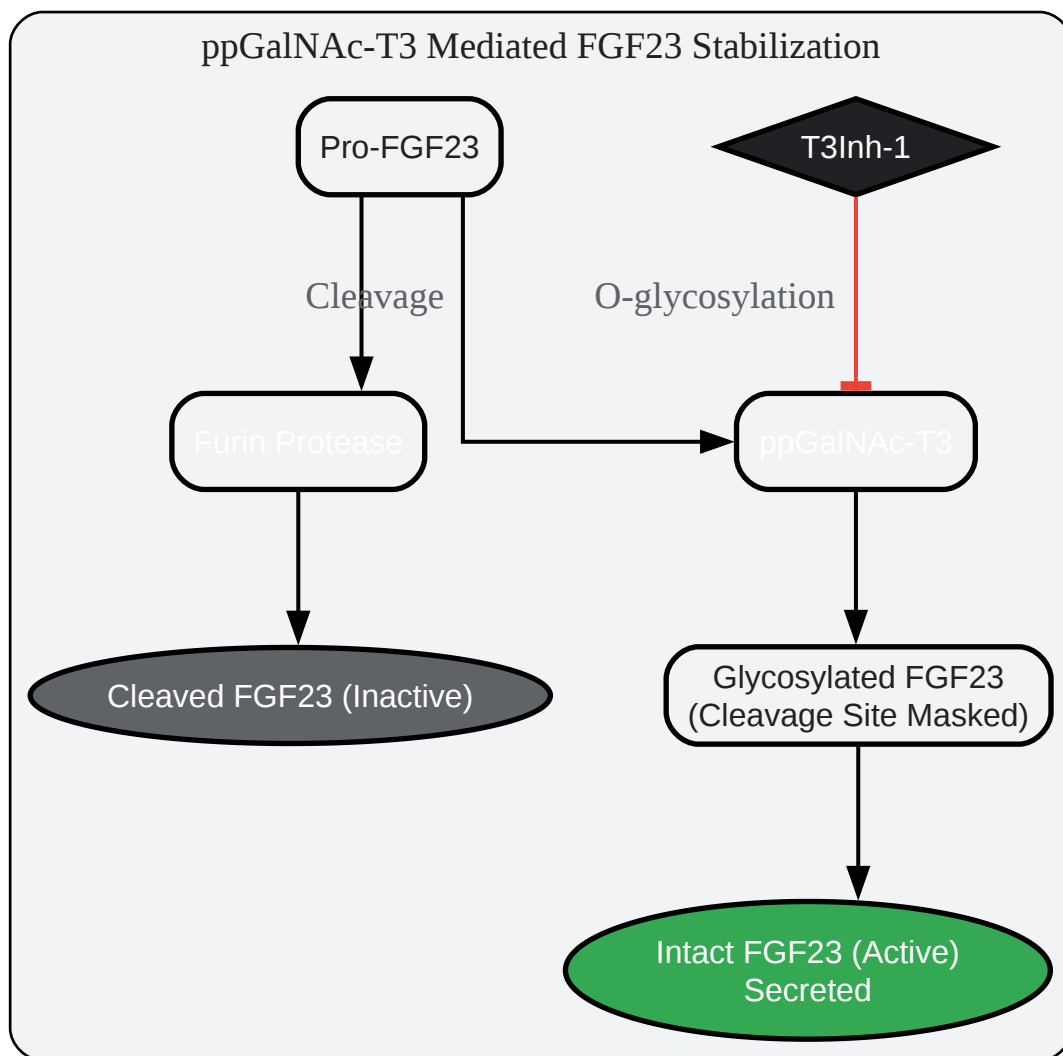 ppGalNAc-T3 Mediated FGF23 Stabilization
Pro-FGF23
T3Inh-1
Cleavage
O-glycosylation
Furin Protease
ppGalNAc-T3
Cleaved FGF23 (Inactive)
Glycosylated FGF23
(Cleavage Site Masked)
Intact FGF23 (Active)
Secreted